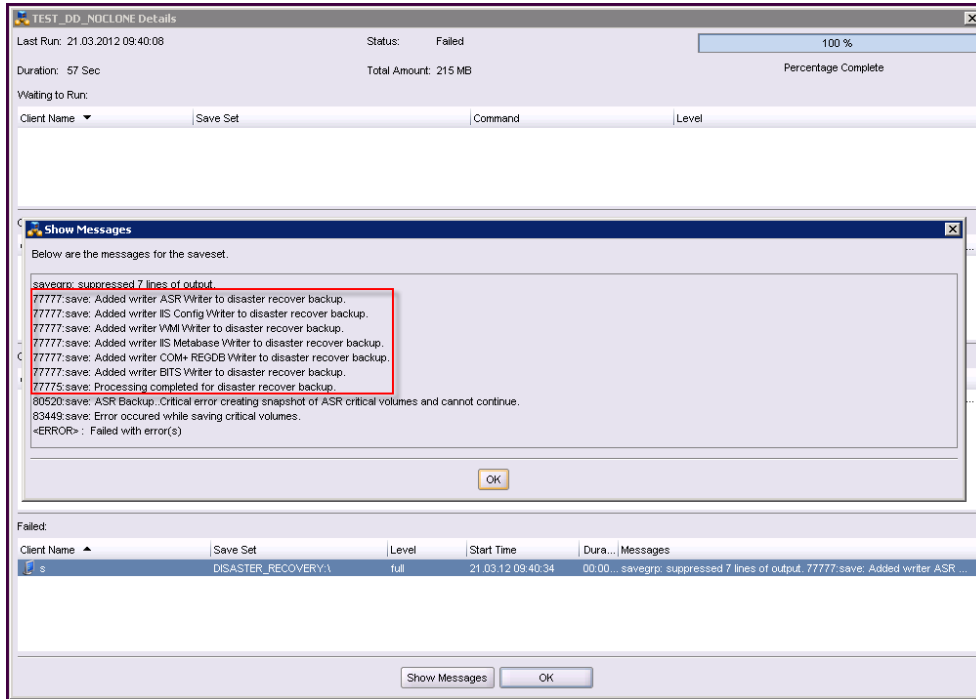 TEST_DD_NOCLONE Details
Last Run: 21.03.2012 09:40:08 Status: Failed 100 %
Duration: 57 Sec Total Amount: 215 MB Percentage Complete
Waiting to Run:
Client Name Save Set Command Level
Show Messages
Below are the messages for the saveset.
savegrp: suppressed 7 lines of output.
77777:save: Added writer ASR Writer to disaster recover backup.
77777:save: Added writer IIS Config Writer to disaster recover backup.
77777:save: Added writer WMI Writer to disaster recover backup.
77777:save: Added writer IIS Metabase Writer to disaster recover backup.
77777:save: Added writer COM+ REGDB Writer to disaster recover backup.
77777:save: Added writer BITS Writer to disaster recover backup.
77775:save: Processing completed for disaster recover backup.
80520:save: ASR Backup..Critical error creating snapshot of ASR critical volumes and cannot continue.
83449:save: Error occured while saving critical volumes.
<ERROR> : Failed with error(s)
OK
Failed:
Client Name Save Set Level Start Time Dura... Messages
s DISASTER_RECOVERY:\ full 21.03.12 09:40:34 00:00... savegrp: suppressed 7 lines of output. 77777:save: Added writer ASR ...
Show Messages OK